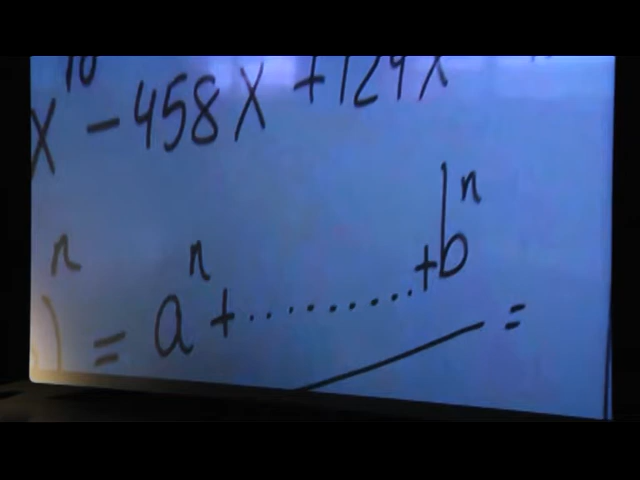 x¹⁰ - 458x + 129x
)ⁿ = aⁿ + ......... + bⁿ =